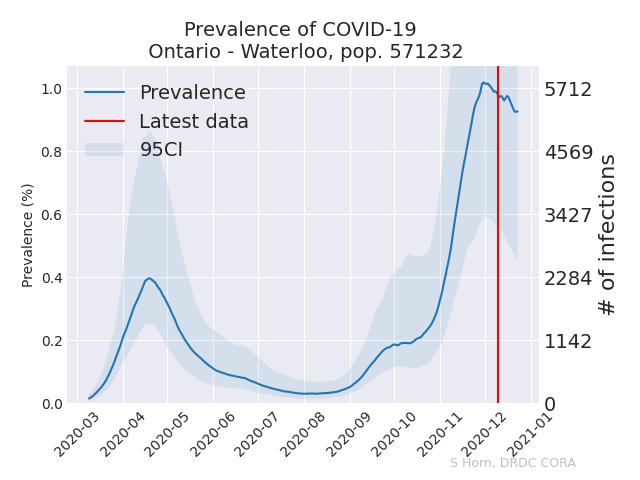 Prevalence of COVID-19
Ontario - Waterloo, pop. 571232
Prevalence
Latest data
95CI
Prevalence (%)
1.0
0.8
0.6
0.4
0.2
0.0
5712
4569
3427
2284
1142
0
# of infections
2020-03
2020-04
2020-05
2020-06
2020-07
2020-08
2020-09
2020-10
2020-11
2020-12
2021-01
S Horn, DRDC CORA